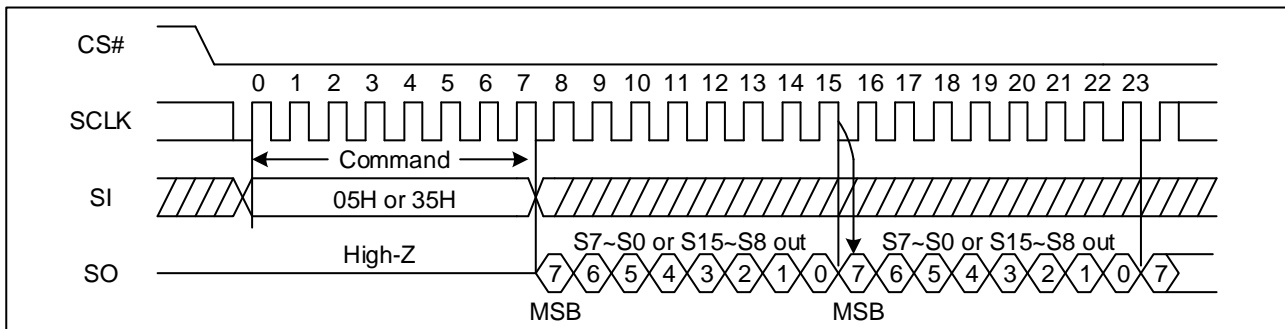 CS#
0 1 2 3 4 5 6 7 8 9 10 11 12 13 14 15 16 17 18 19 20 21 22 23
SCLK
Command
SI
05H or 35H
High-Z
S7~S0 or S15~S8 out
S7~S0 or S15~S8 out
SO
7 6 5 4 3 2 1 0 7 6 5 4 3 2 1 0 7
MSB
MSB